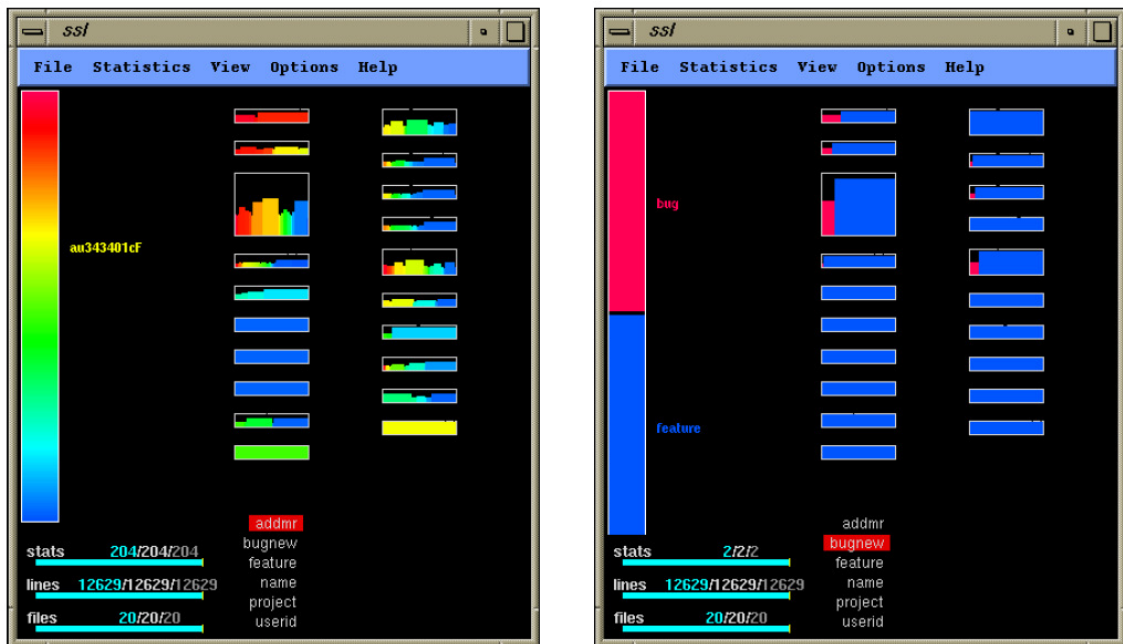 ssl
File Statistics View Options Help
au343401cF
addmr
bugnew
feature
name
project
userid
stats 204/204/204
lines 12629/12629/12629
files 20/20/20
ssl
File Statistics View Options Help
bug
feature
addmr
bugnew
feature
name
project
userid
stats 2/2/2
lines 12629/12629/12629
files 20/20/20